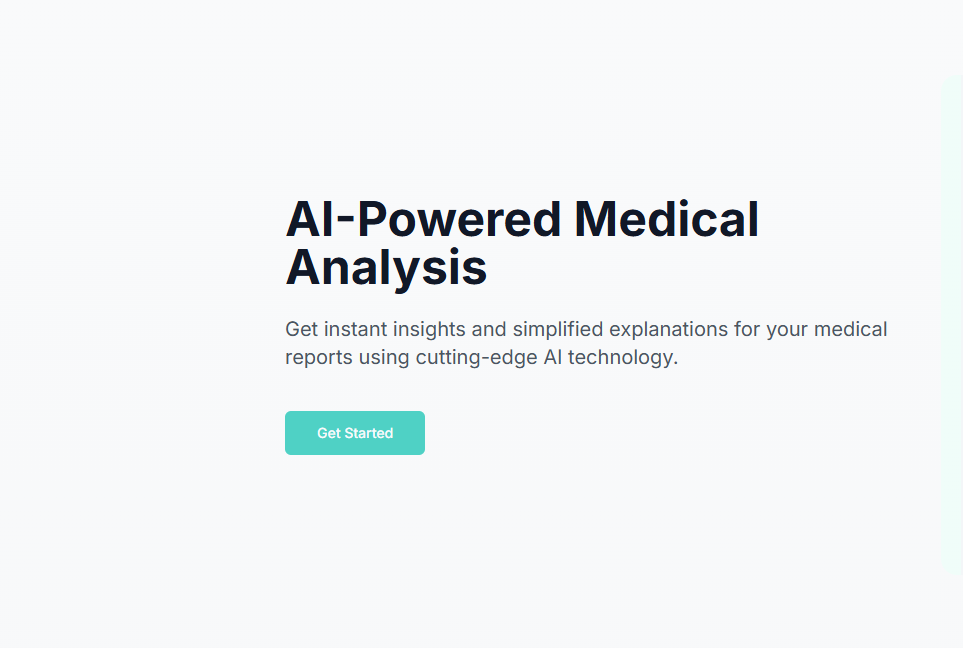 AI-Powered Medical
Analysis
Get instant insights and simplified explanations for your medical
reports using cutting-edge AI technology.
Get Started